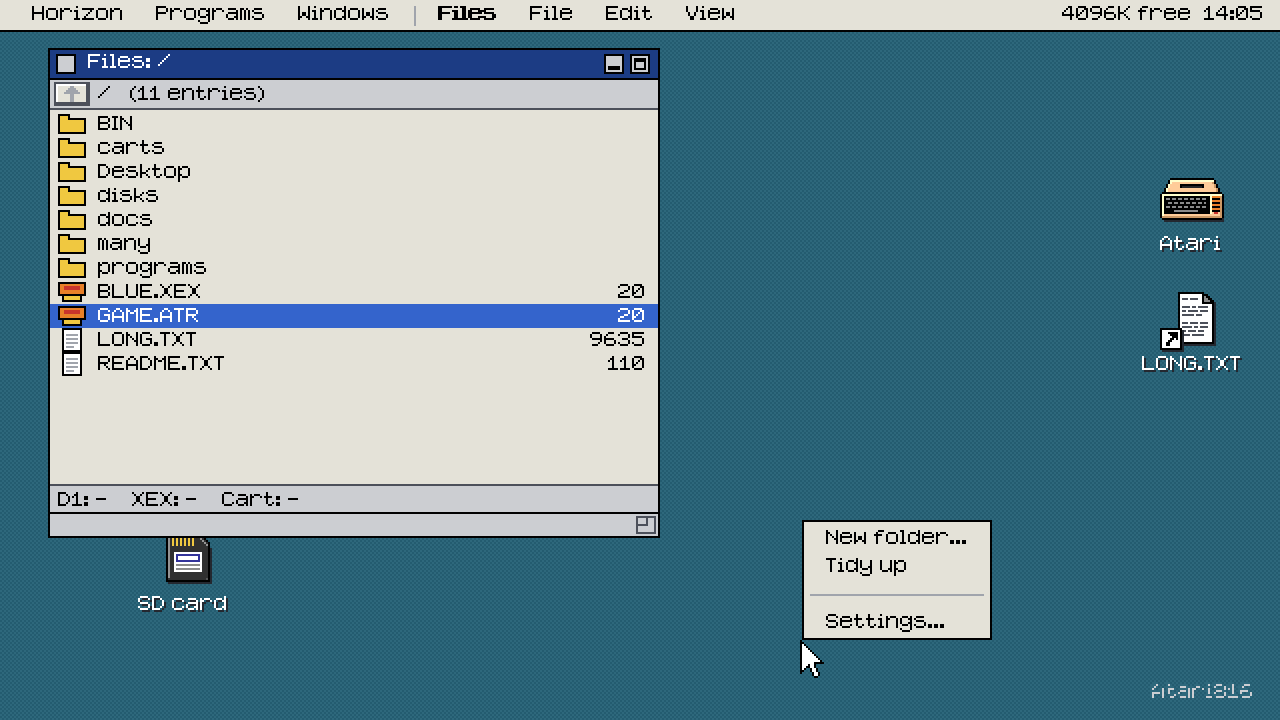 Horizon Programs Windows | Files File Edit View 4096K free 14:05
Files: /
/ (11 entries)
BIN
carts
Desktop
disks
docs
many
programs
BLUE.XEX 20
GAME.ATR 20
LONG.TXT 9635
README.TXT 110
D1: - XEX: - Cart: -
Atari
LONG.TXT
SD card
New folder...
Tidy up
Settings...
Atari816